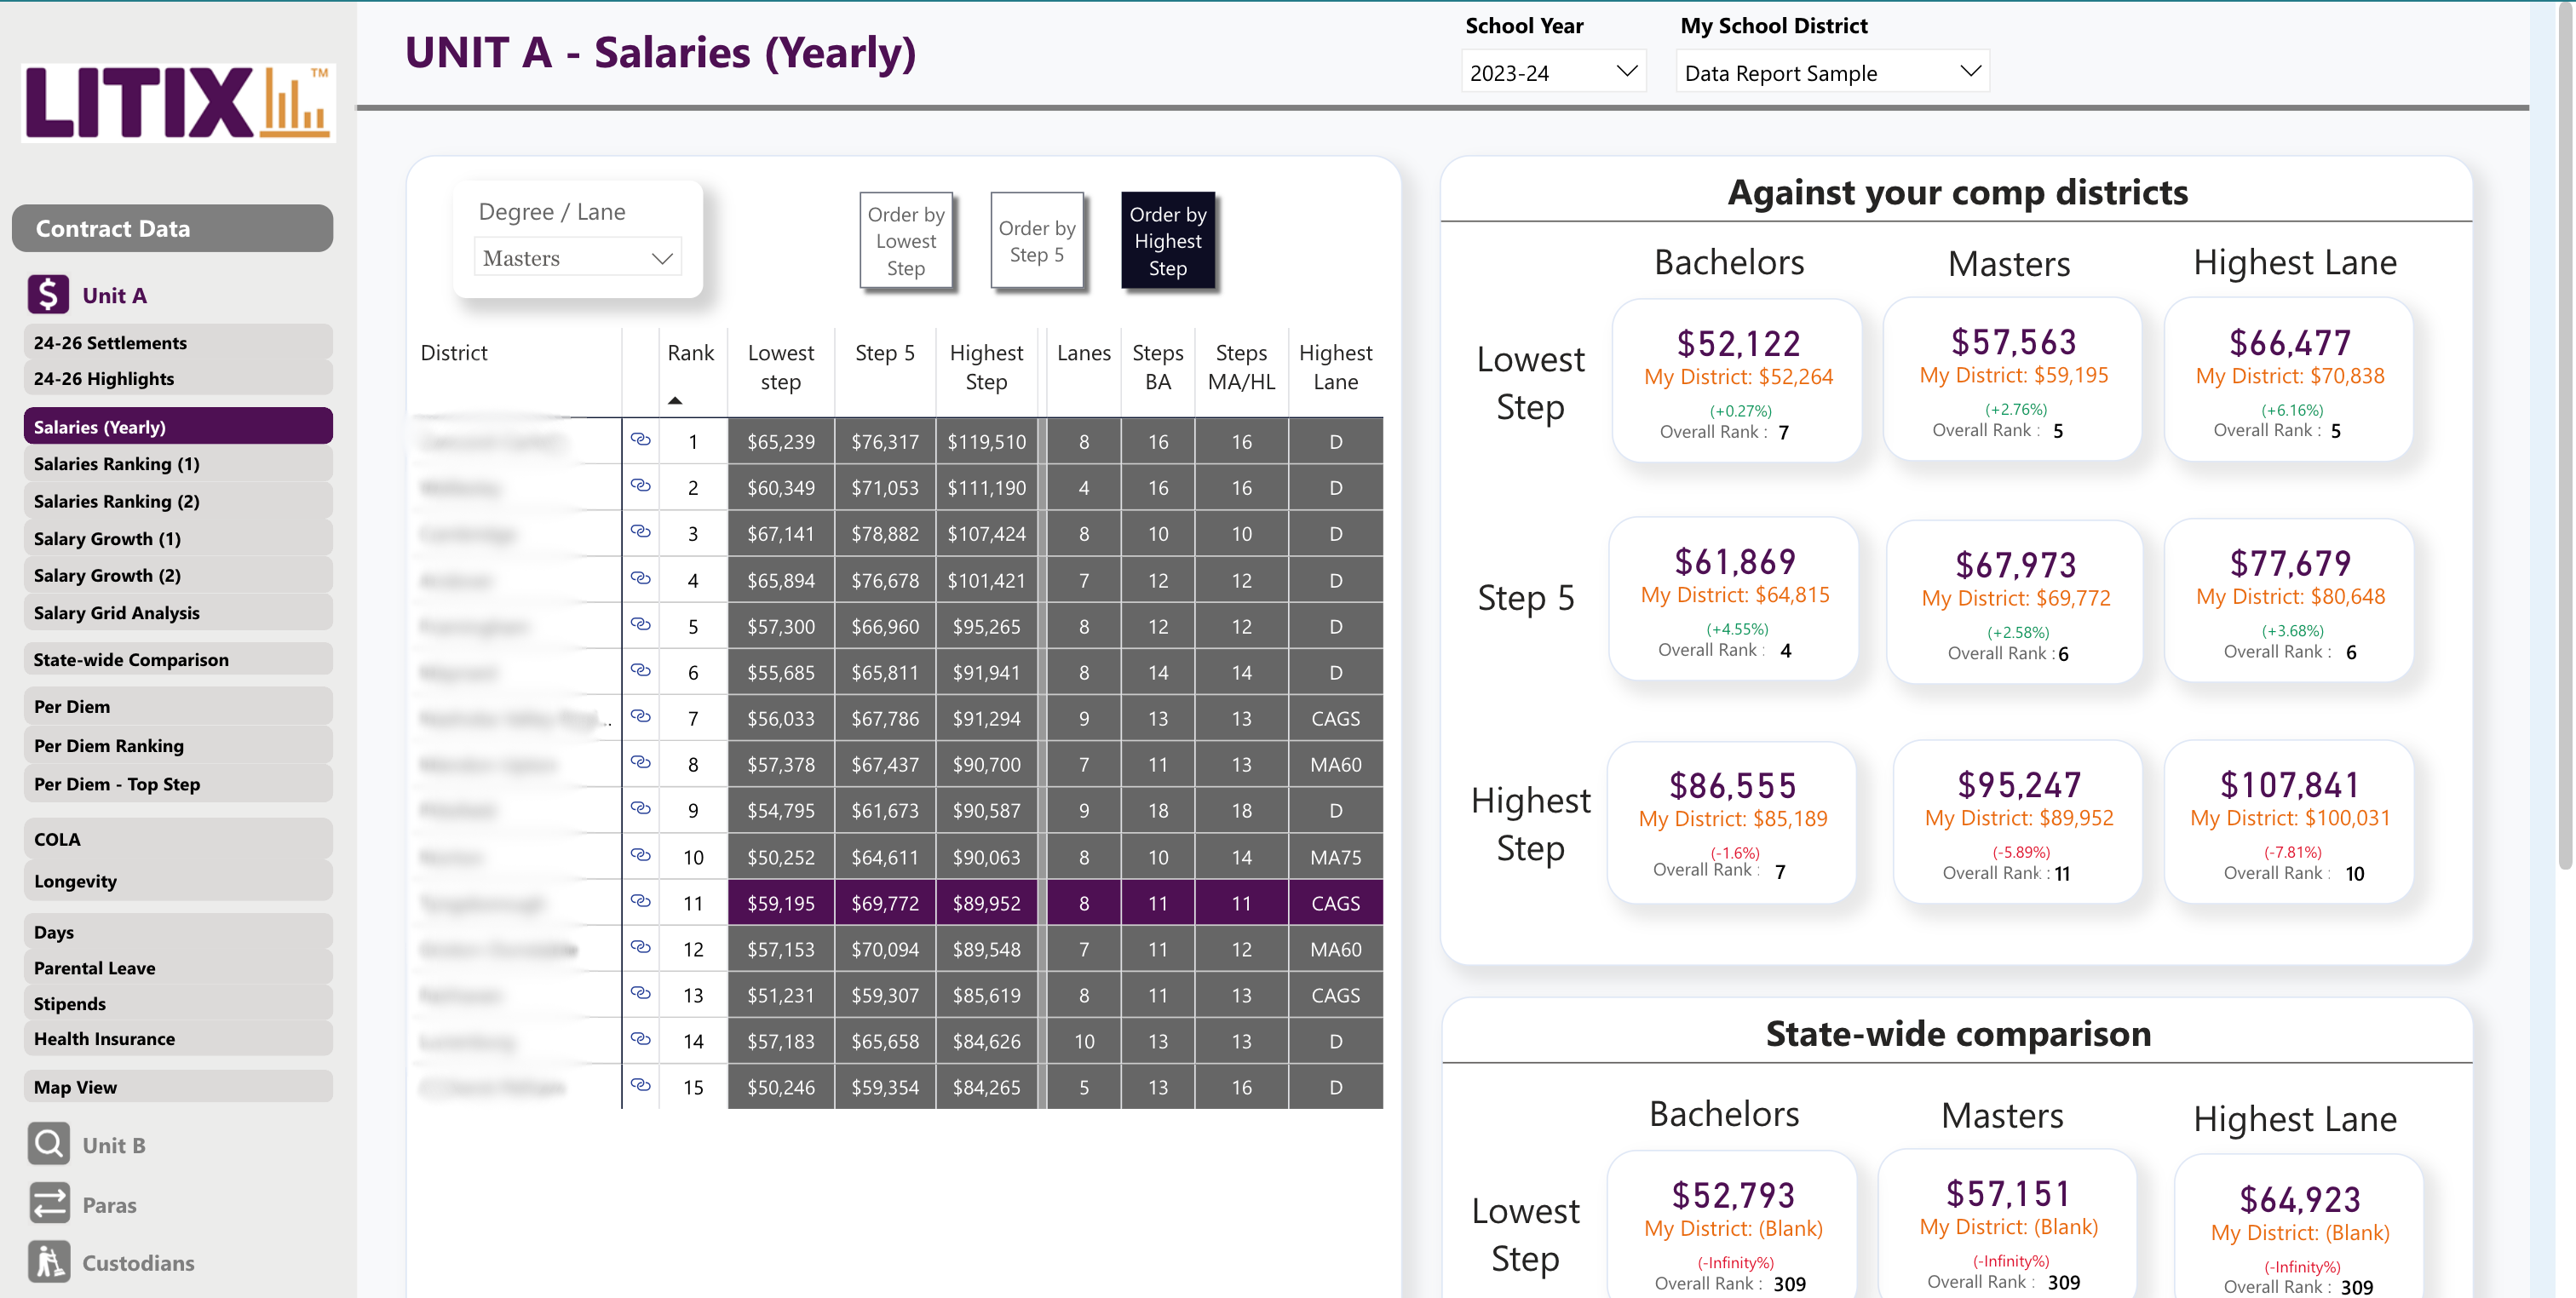 LITIX™
Contract Data
Unit A
24-26 Settlements
24-26 Highlights
Salaries (Yearly)
Salaries Ranking (1)
Salaries Ranking (2)
Salary Growth (1)
Salary Growth (2)
Salary Grid Analysis
State-wide Comparison
Per Diem
Per Diem Ranking
Per Diem - Top Step
COLA
Longevity
Days
Parental Leave
Stipends
Health Insurance
Map View
Unit B
Paras
Custodians
UNIT A - Salaries (Yearly)
School Year
2023-24
My School District
Data Report Sample
Degree / Lane
Masters
Order by
Lowest
Step
Order by
Step 5
Order by
Highest
Step
District Rank Lowest step Step 5 Highest Step Lanes Steps BA Steps MA/HL Highest Lane
1 $65,239 $76,317 $119,510 8 16 16 D
2 $60,349 $71,053 $111,190 4 16 16 D
3 $67,141 $78,882 $107,424 8 10 10 D
4 $65,894 $76,678 $101,421 7 12 12 D
5 $57,300 $66,960 $95,265 8 12 12 D
6 $55,685 $65,811 $91,941 8 14 14 D
... 7 $56,033 $67,786 $91,294 9 13 13 CAGS
8 $57,378 $67,437 $90,700 7 11 13 MA60
9 $54,795 $61,673 $90,587 9 18 18 D
10 $50,252 $64,611 $90,063 8 10 14 MA75
11 $59,195 $69,772 $89,952 8 11 11 CAGS
12 $57,153 $70,094 $89,548 7 11 12 MA60
13 $51,231 $59,307 $85,619 8 11 13 CAGS
14 $57,183 $65,658 $84,626 10 13 13 D
15 $50,246 $59,354 $84,265 5 13 16 D
Against your comp districts
Bachelors Masters Highest Lane
Lowest
Step
$52,122
My District: $52,264
(+0.27%)
Overall Rank : 7
$57,563
My District: $59,195
(+2.76%)
Overall Rank : 5
$66,477
My District: $70,838
(+6.16%)
Overall Rank : 5
Step 5
$61,869
My District: $64,815
(+4.55%)
Overall Rank : 4
$67,973
My District: $69,772
(+2.58%)
Overall Rank : 6
$77,679
My District: $80,648
(+3.68%)
Overall Rank : 6
Highest
Step
$86,555
My District: $85,189
(-1.6%)
Overall Rank : 7
$95,247
My District: $89,952
(-5.89%)
Overall Rank : 11
$107,841
My District: $100,031
(-7.81%)
Overall Rank : 10
State-wide comparison
Bachelors Masters Highest Lane
Lowest
Step
$52,793
My District: (Blank)
(-Infinity%)
Overall Rank : 309
$57,151
My District: (Blank)
(-Infinity%)
Overall Rank : 309
$64,923
My District: (Blank)
(-Infinity%)
Overall Rank : 309